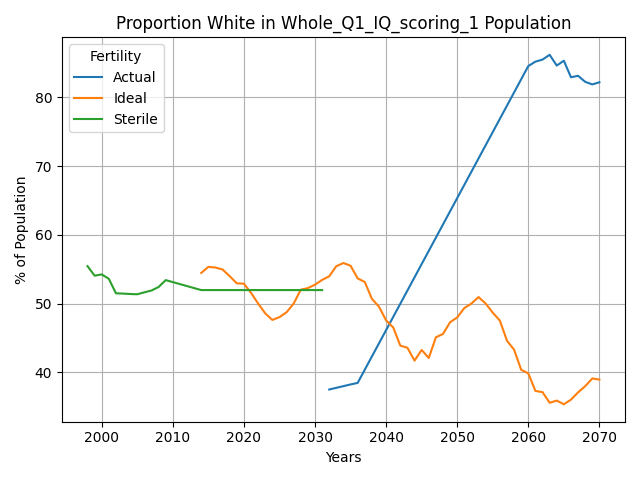 Proportion White in Whole_Q1_IQ_scoring_1 Population
Fertility
Actual
Ideal
Sterile
% of Population
80
70
60
50
40
2000 2010 2020 2030 2040 2050 2060 2070
Years